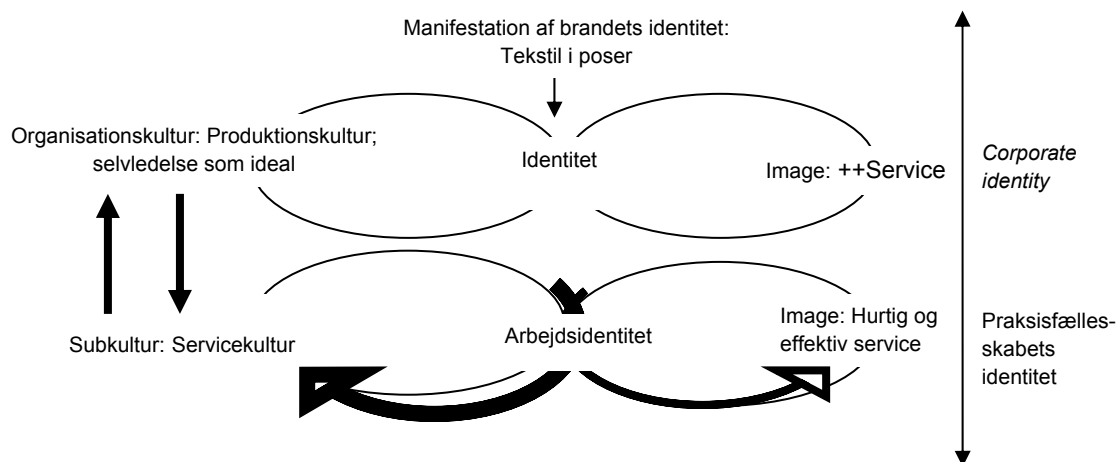 Manifestation af brandets identitet:
Tekstil i poser
Organisationskultur: Produktionskultur;
selvledelse som ideal
Identitet
Image: ++Service
Corporate
identity
Subkultur: Servicekultur
Arbejdsidentitet
Image: Hurtig og
effektiv service
Praksisfælles-
skabets
identitet